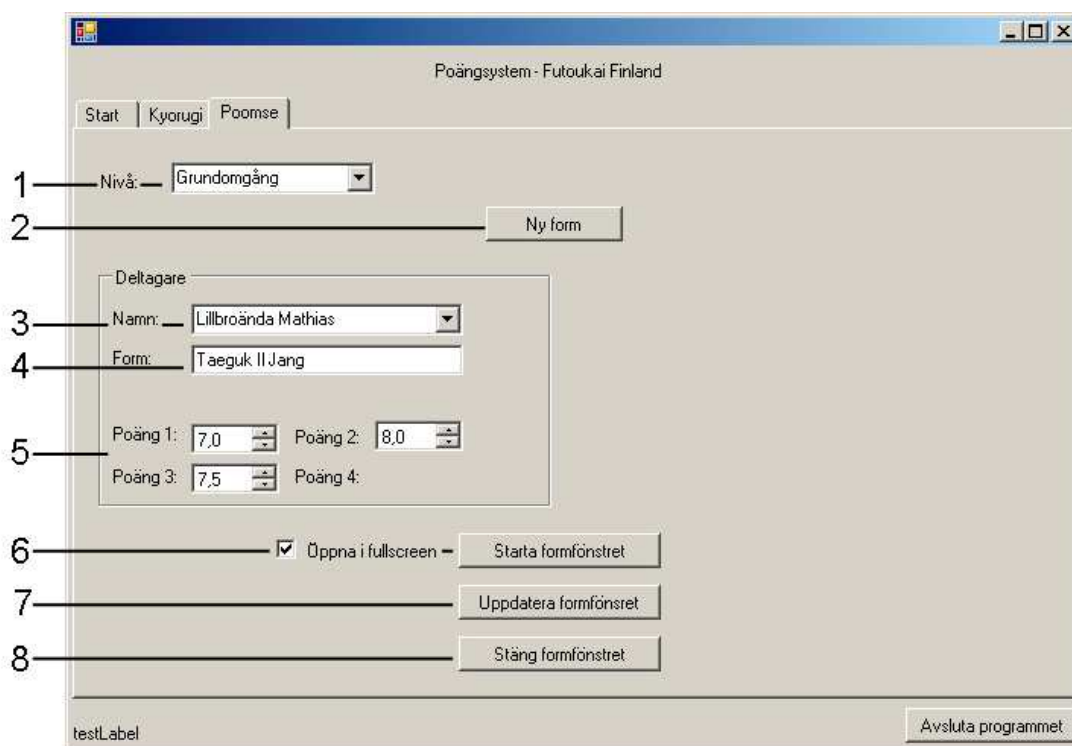 Poängsystem - Futoukai Finland
Start Kyorugi Poomse
1 Nivå: Grundomgång
2 Ny form
Deltagare
3 Namn: Lillbroända Mathias
4 Form: Taeguk II Jang
Poäng 1: 7,0 Poäng 2: 8,0
5
Poäng 3: 7,5 Poäng 4:
6 Öppna i fullscreen Starta formfönstret
7 Uppdatera formfönsret
8 Stäng formfönstret
testLabel Avsluta programmet